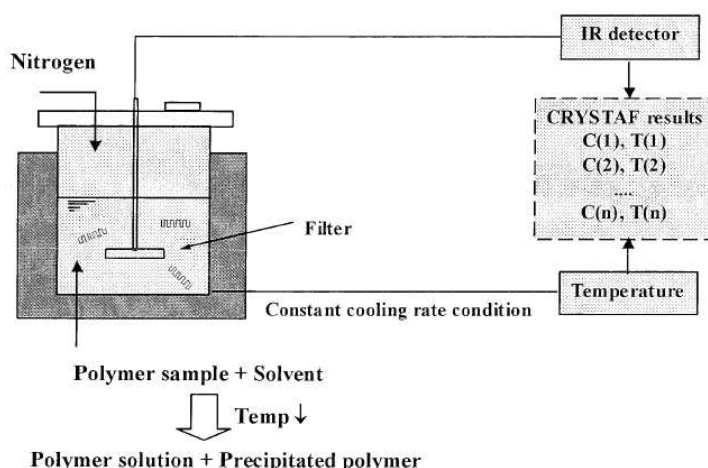 IR detector
Nitrogen
CRYSTAF results
C(1), T(1)
C(2), T(2)
....
C(n), T(n)
Filter
Temperature
Constant cooling rate condition
Polymer sample + Solvent
Temp ↓
Polymer solution + Precipitated polymer